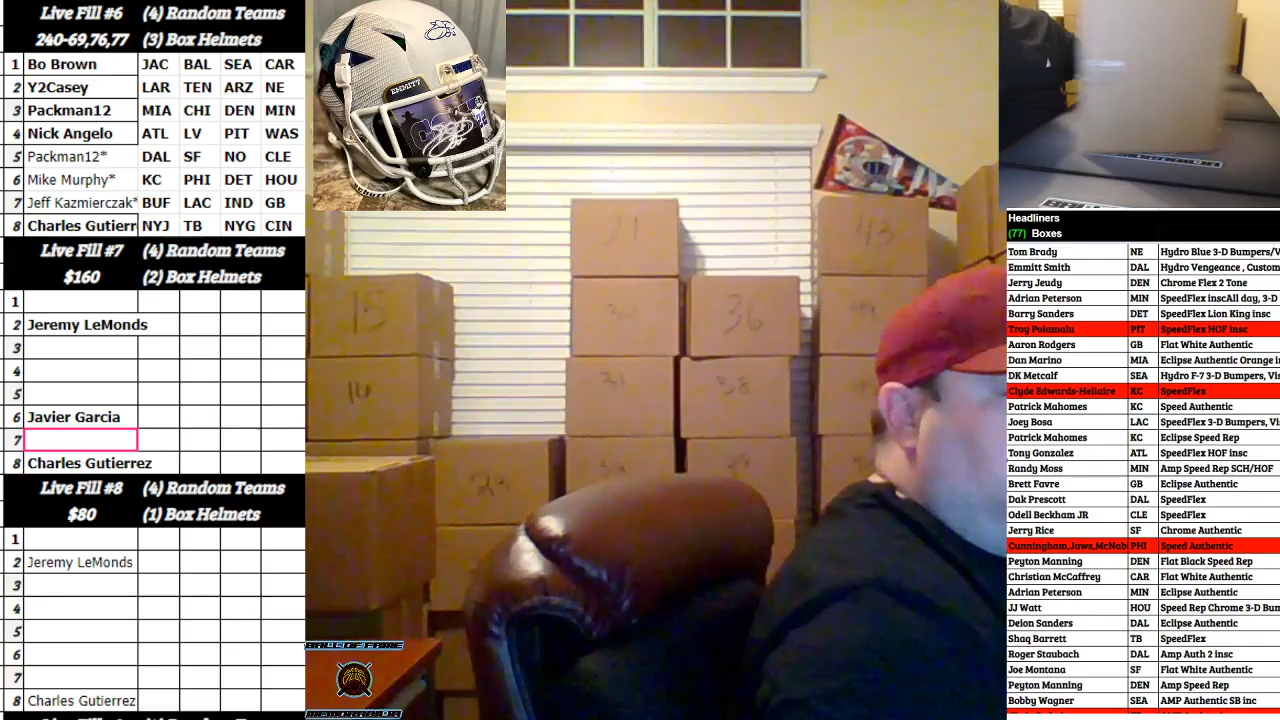 Live Fill #6 (4) Random Teams
240-69,76,77 (3) Box Helmets
1 Bo Brown JAC BAL SEA CAR
2 Y2Casey LAR TEN ARZ NE
3 Packman12 MIA CHI DEN MIN
4 Nick Angelo ATL LV PIT WAS
5 Packman12* DAL SF NO CLE
6 Mike Murphy* KC PHI DET HOU
7 Jeff Kazmierczak* BUF LAC IND GB
8 Charles Gutierr NYJ TB NYG CIN
Live Fill #7 (4) Random Teams
$160 (2) Box Helmets
1
2 Jeremy LeMonds
3
4
5
6 Javier Garcia
7
8 Charles Gutierrez
Live Fill #8 (4) Random Teams
$80 (1) Box Helmets
1
2 Jeremy LeMonds
3
4
5
6
7
8 Charles Gutierrez
EMMITT
15
16
23
31
36
38
BALL OF FAME
MEMORABILIA
Headliners
(77) Boxes
Tom Brady NE Hydro Blue 3-D Bumpers/V
Emmitt Smith DAL Hydro Vengeance , Custom
Jerry Jeudy DEN Chrome Flex 2 Tone
Adrian Peterson MIN SpeedFlex inscAll day, 3-D
Barry Sanders DET SpeedFlex Lion King insc
Troy Polamalu PIT SpeedFlex HOF insc
Aaron Rodgers GB Flat White Authentic
Dan Marino MIA Eclipse Authentic Orange i
DK Metcalf SEA Hydro F-7 3-D Bumpers, Vis
Clyde Edwards-Hellaire KC SpeedFlex
Patrick Mahomes KC Speed Authentic
Joey Bosa LAC SpeedFlex 3-D Bumpers, Vi
Patrick Mahomes KC Eclipse Speed Rep
Tony Gonzalez ATL SpeedFlex HOF insc
Randy Moss MIN Amp Speed Rep SCH/HOF
Brett Favre GB Eclipse Authentic
Dak Prescott DAL SpeedFlex
Odell Beckham JR CLE SpeedFlex
Jerry Rice SF Chrome Authentic
Cunningham,Jaws,McNab PHI Speed Authentic
Peyton Manning DEN Flat Black Speed Rep
Christian McCaffrey CAR Flat White Authentic
Adrian Peterson MIN Eclipse Authentic
JJ Watt HOU Speed Rep Chrome 3-D Bum
Deion Sanders DAL Eclipse Authentic
Shaq Barrett TB SpeedFlex
Roger Staubach DAL Amp Auth 2 insc
Joe Montana SF Flat White Authentic
Peyton Manning DEN Amp Speed Rep
Bobby Wagner SEA AMP Authentic SB inc